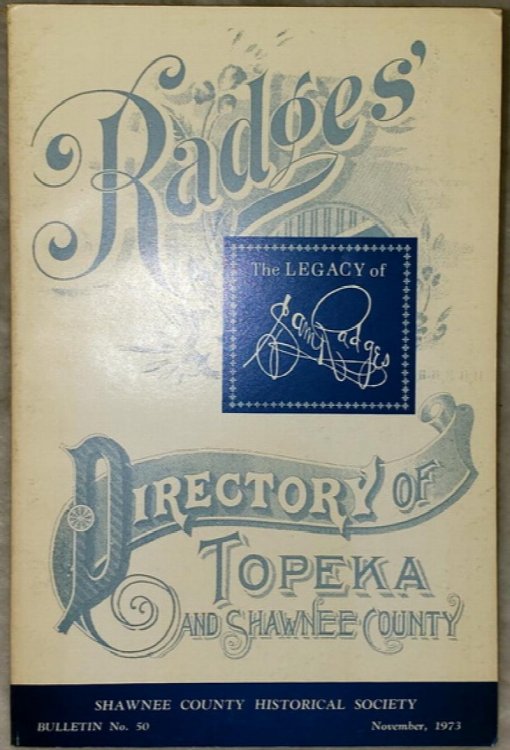 Radges'
The LEGACY of
Sam Radges
DIRECTORY OF
TOPEKA
AND SHAWNEE COUNTY
SHAWNEE COUNTY HISTORICAL SOCIETY
BULLETIN No. 50 November, 1973